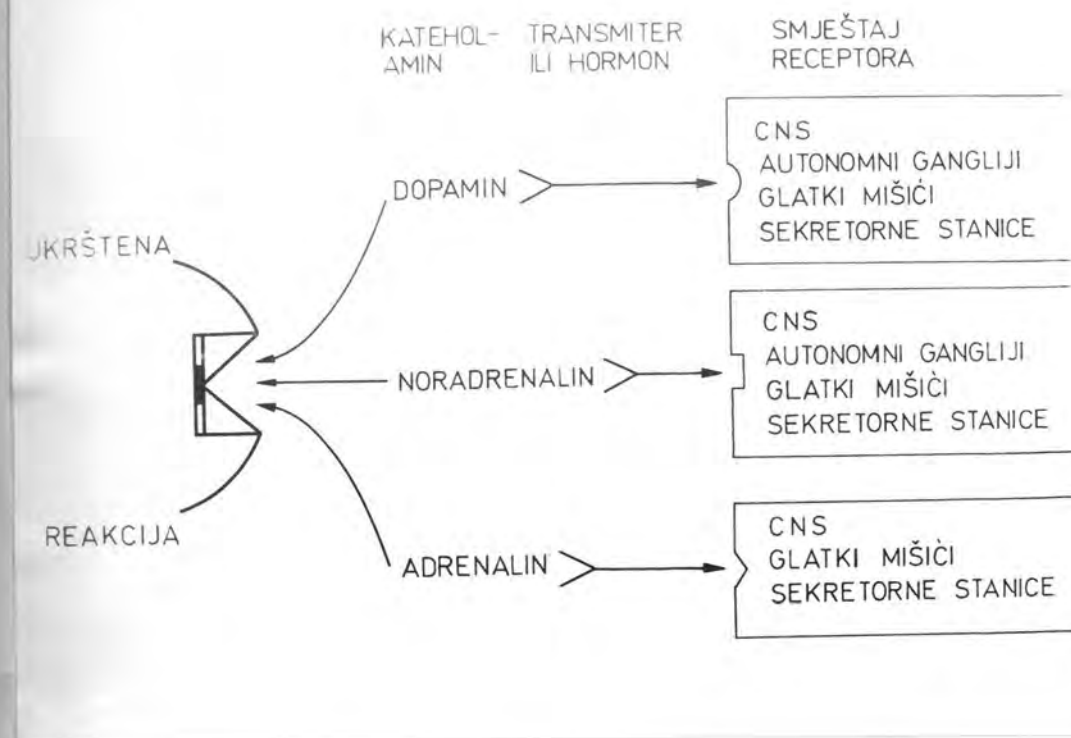 KATEHOL-
AMIN
TRANSMITER
ILI HORMON
SMJEŠTAJ
RECEPTORA
DOPAMIN
CNS
AUTONOMNI GANGLIJI
GLATKI MIŠIĆI
SEKRETORNE STANICE
UKRŠTENA
NORADRENALIN
CNS
AUTONOMNI GANGLIJI
GLATKI MIŠIĆI
SEKRETORNE STANICE
REAKCIJA
ADRENALIN
CNS
GLATKI MIŠIĆI
SEKRETORNE STANICE